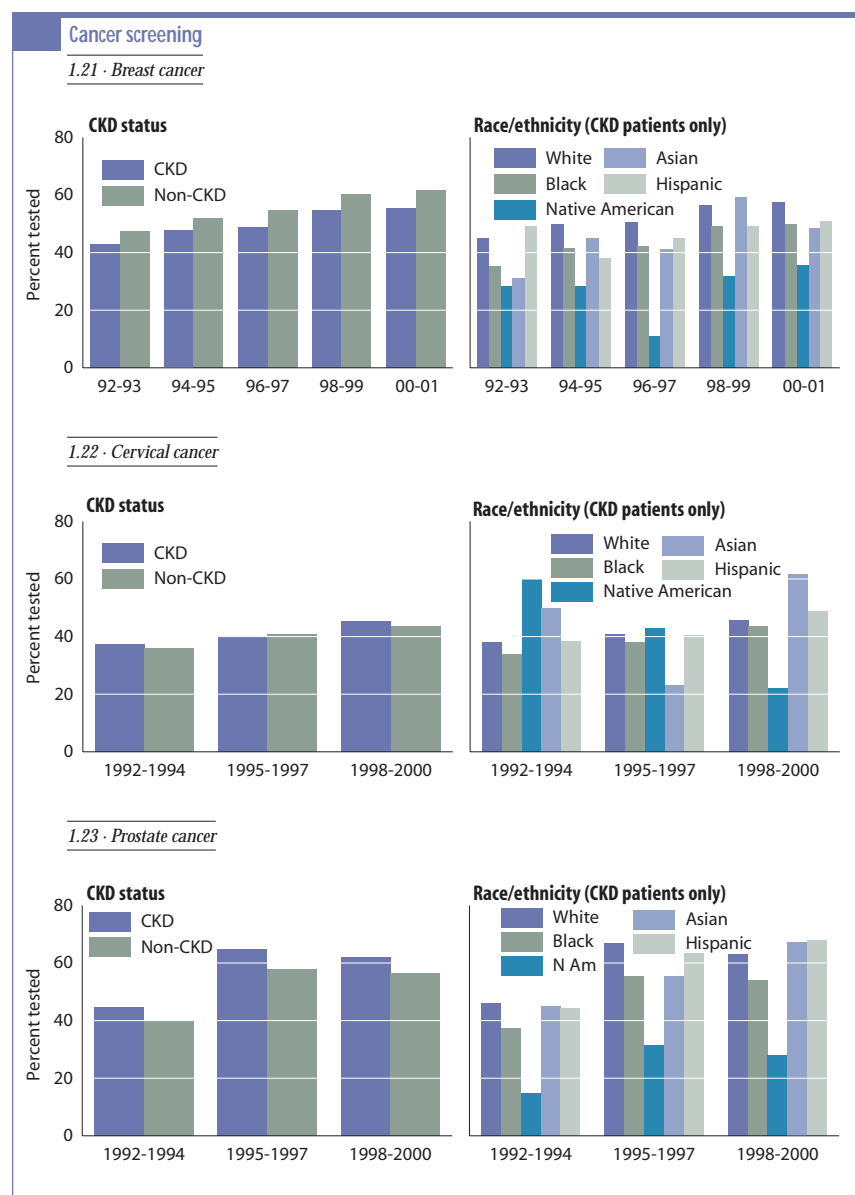 Cancer screening
1.21 · Breast cancer
CKD status
Percent tested
80
60
40
20
0
CKD
Non-CKD
92-93 94-95 96-97 98-99 00-01
Race/ethnicity (CKD patients only)
White Asian
Black Hispanic
Native American
92-93 94-95 96-97 98-99 00-01
1.22 · Cervical cancer
CKD status
Percent tested
80
60
40
20
0
CKD
Non-CKD
1992-1994 1995-1997 1998-2000
Race/ethnicity (CKD patients only)
White Asian
Black Hispanic
Native American
1992-1994 1995-1997 1998-2000
1.23 · Prostate cancer
CKD status
Percent tested
80
60
40
20
0
CKD
Non-CKD
1992-1994 1995-1997 1998-2000
Race/ethnicity (CKD patients only)
White Asian
Black Hispanic
N Am
1992-1994 1995-1997 1998-2000